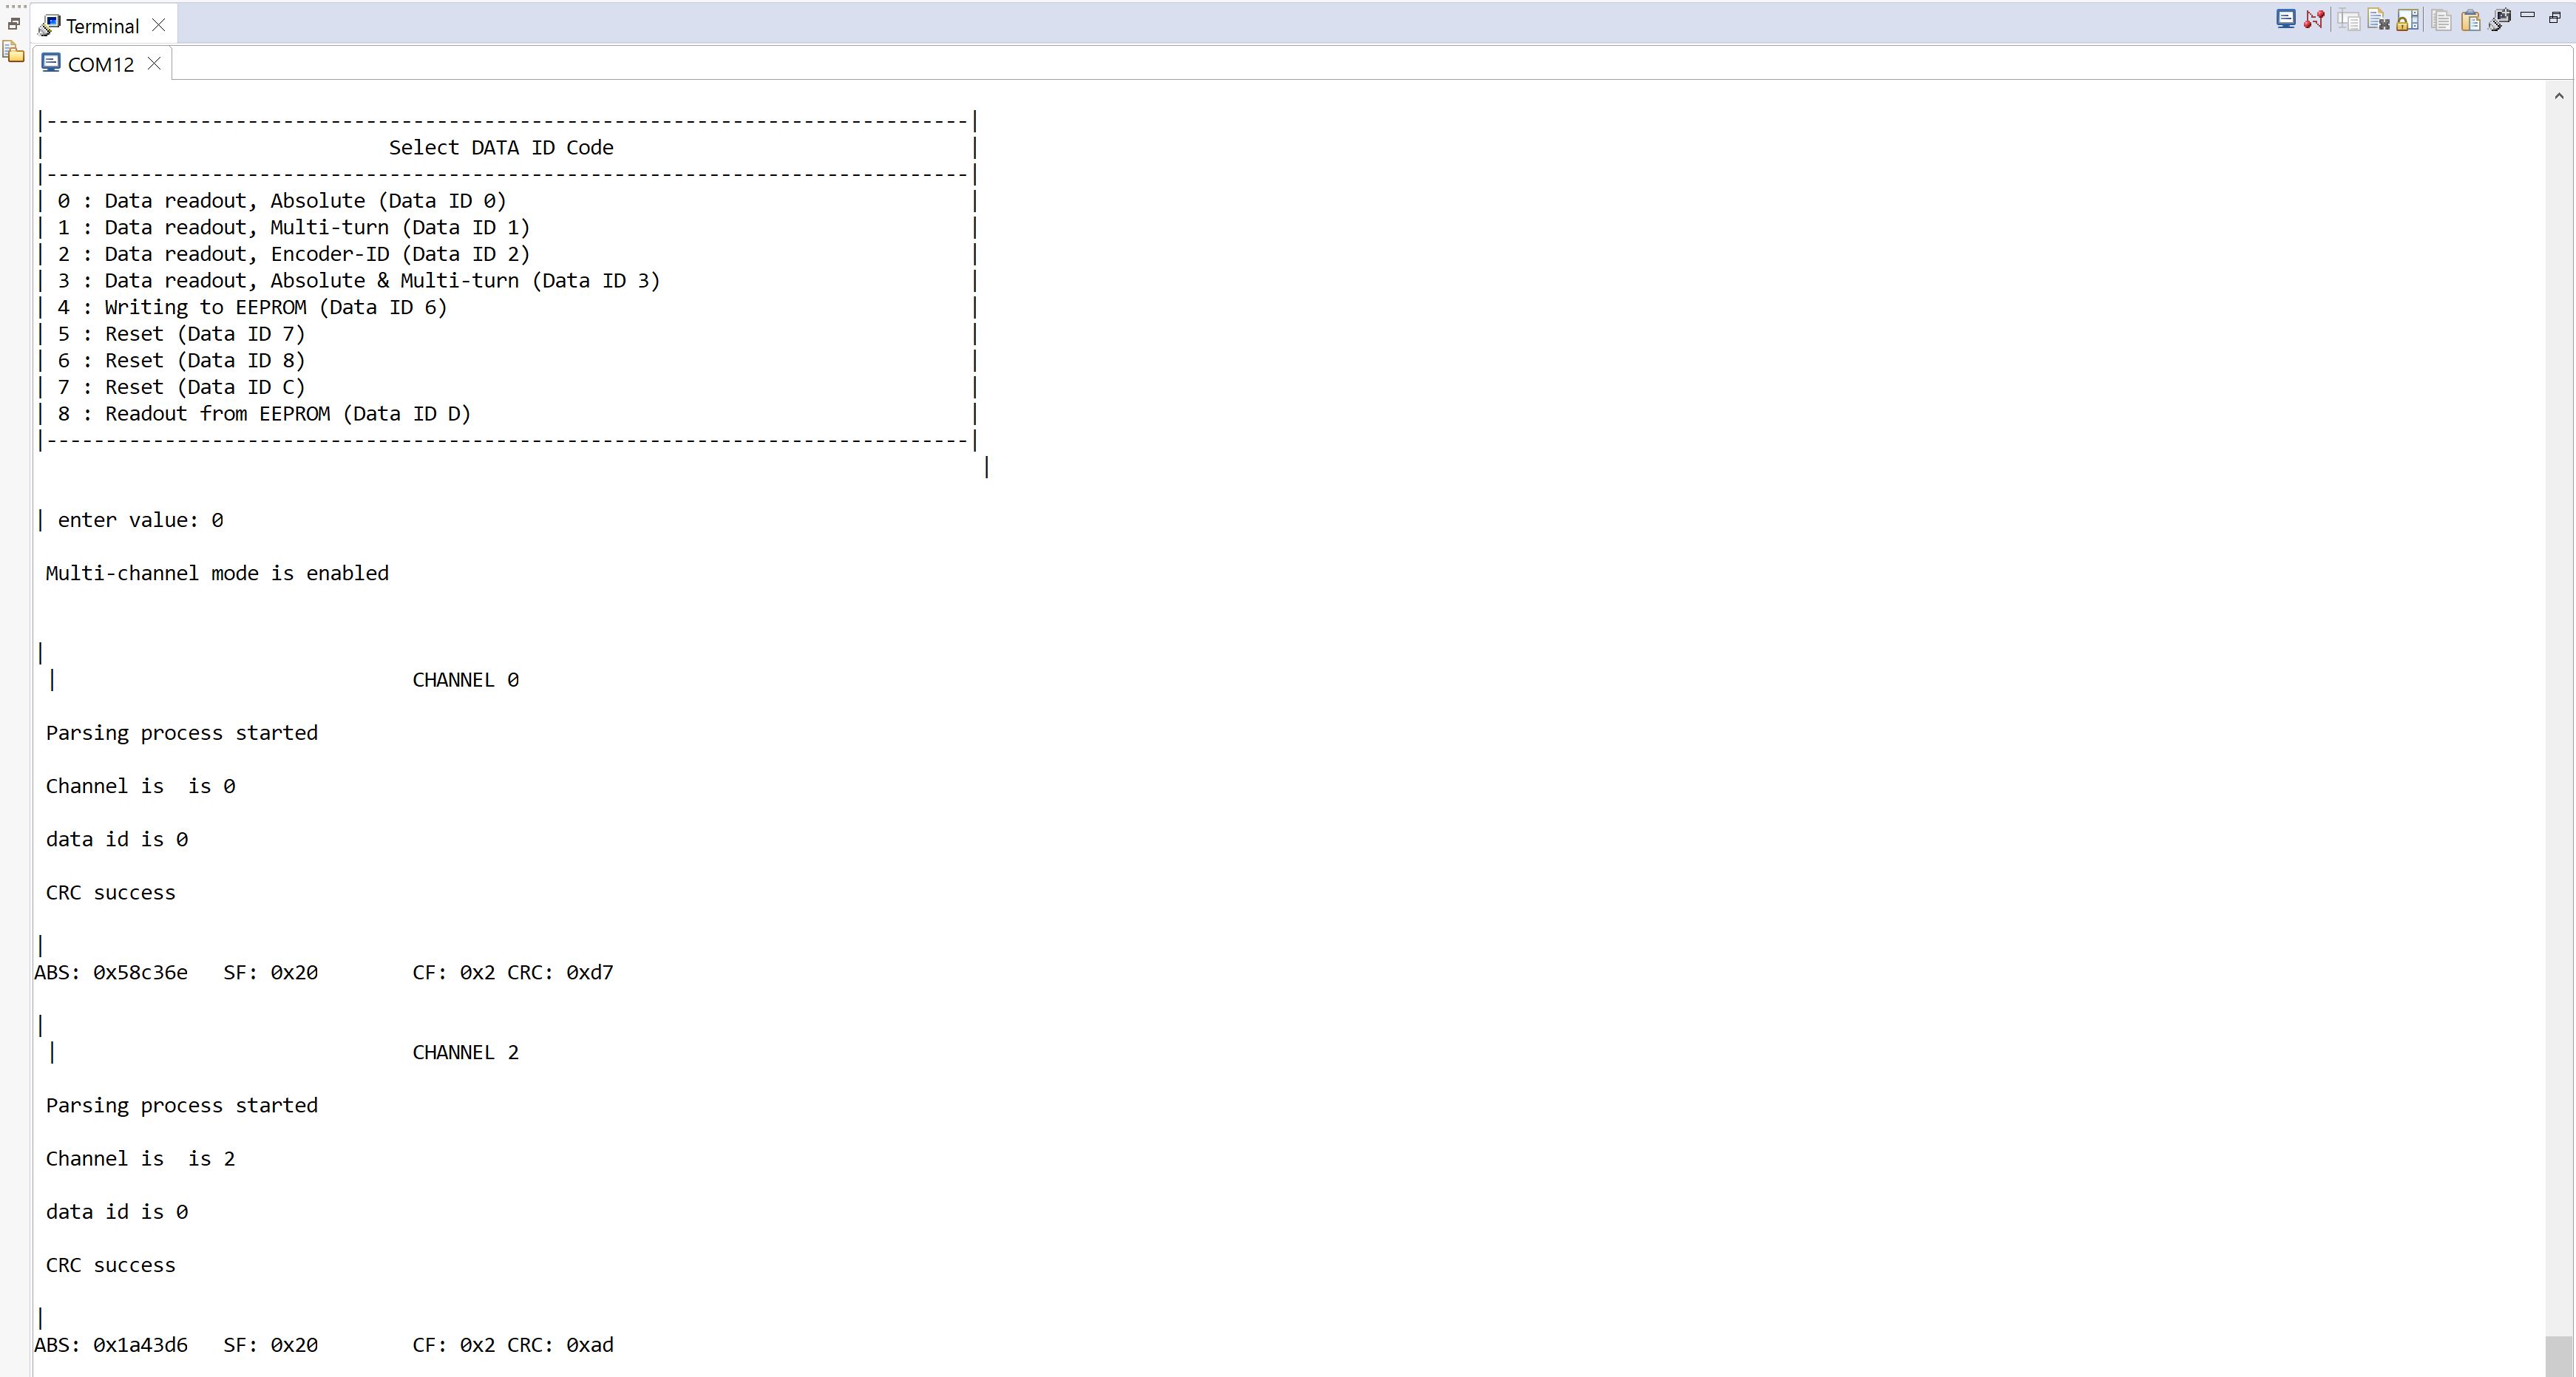 Terminal
COM12
|------------------------------------------------------------------------------|
| Select DATA ID Code |
|------------------------------------------------------------------------------|
| 0 : Data readout, Absolute (Data ID 0) |
| 1 : Data readout, Multi-turn (Data ID 1) |
| 2 : Data readout, Encoder-ID (Data ID 2) |
| 3 : Data readout, Absolute & Multi-turn (Data ID 3) |
| 4 : Writing to EEPROM (Data ID 6) |
| 5 : Reset (Data ID 7) |
| 6 : Reset (Data ID 8) |
| 7 : Reset (Data ID C) |
| 8 : Readout from EEPROM (Data ID D) |
|------------------------------------------------------------------------------|
|
| enter value: 0
Multi-channel mode is enabled
|
| CHANNEL 0
Parsing process started
Channel is  is 0
data id is 0
CRC success
|
ABS: 0x58c36e SF: 0x20 CF: 0x2 CRC: 0xd7
|
| CHANNEL 2
Parsing process started
Channel is  is 2
data id is 0
CRC success
|
ABS: 0x1a43d6 SF: 0x20 CF: 0x2 CRC: 0xad